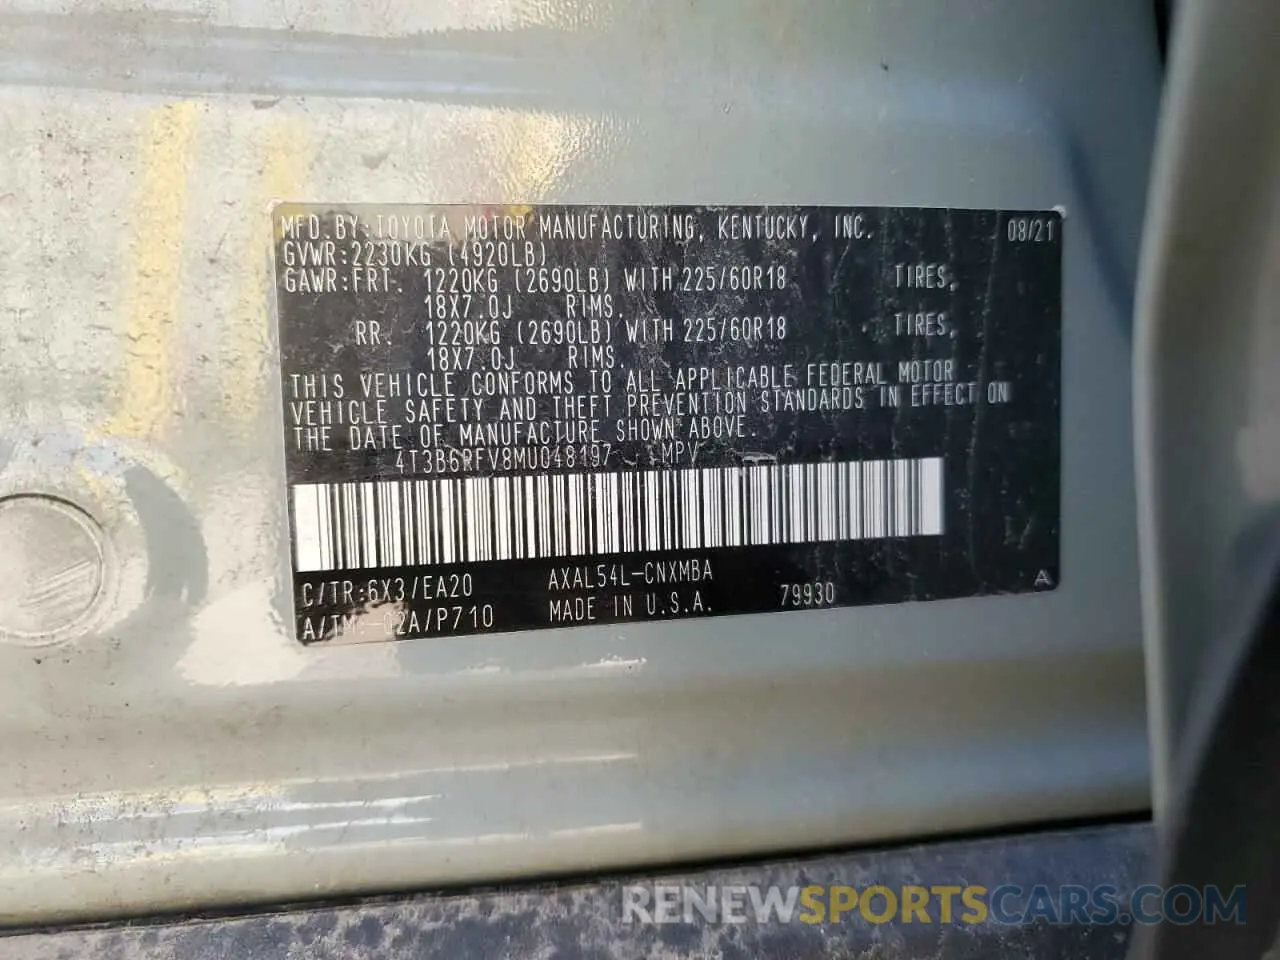 MFD. BY: TOYOTA MOTOR MANUFACTURING, KENTUCKY, INC. 08/21
GVWR: 2230KG (4920LB)
GAWR: FRT. 1220KG (2690LB) WITH 225/60R18 TIRES,
18X7.0J RIMS.
RR. 1220KG (2690LB) WITH 225/60R18 TIRES,
18X7.0J RIMS.
THIS VEHICLE CONFORMS TO ALL APPLICABLE FEDERAL MOTOR
VEHICLE SAFETY AND THEFT PREVENTION STANDARDS IN EFFECT ON
THE DATE OF MANUFACTURE SHOWN ABOVE.
4T3B6RFV8MU048197 MPV
C/TR: 6X3/EA20 AXAL54L-CNXMBA
A/TM: -02A/P710 MADE IN U.S.A. 79930 A
RENEWSPORTSCARS.COM